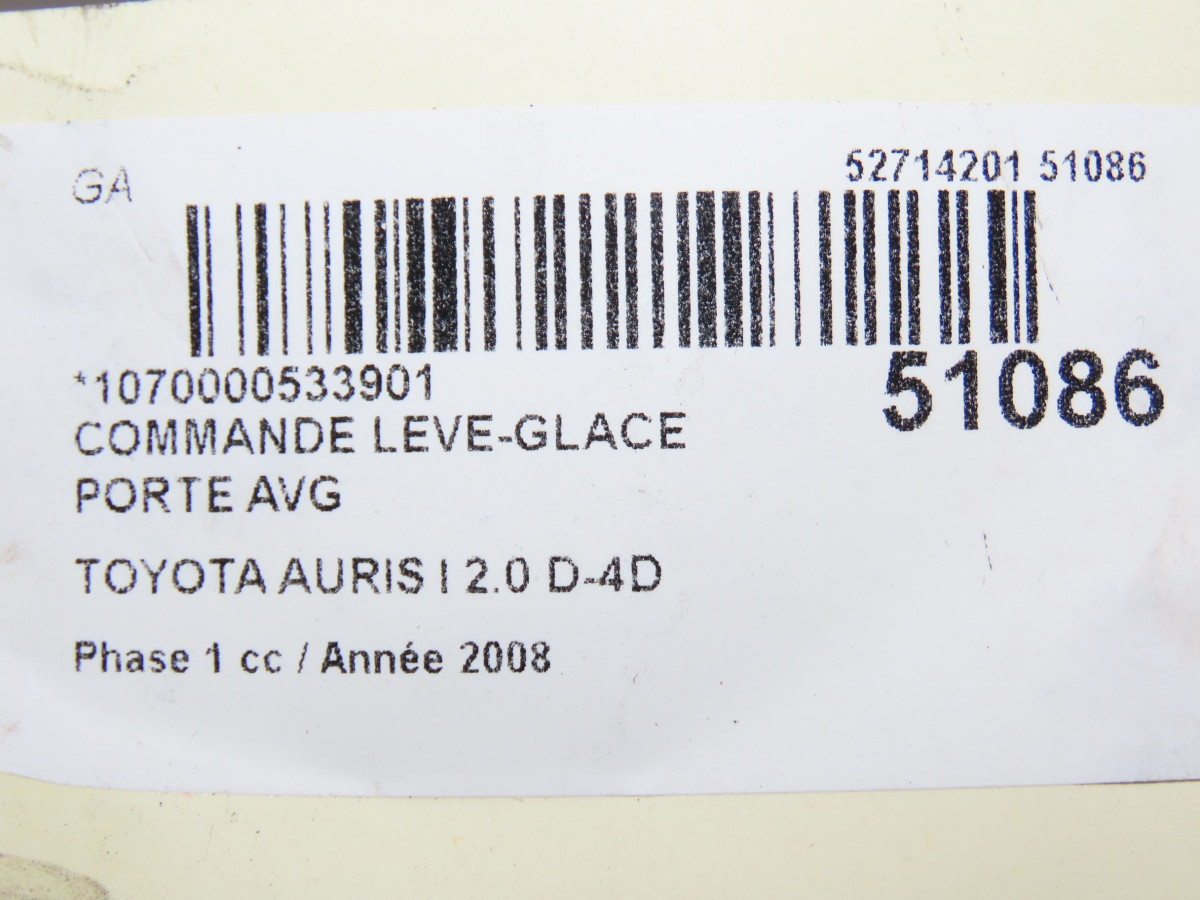 GA
52714201 51086
*1070000533901
51086
COMMANDE LEVE-GLACE
PORTE AVG
TOYOTA AURIS I 2.0 D-4D
Phase 1 cc / Année 2008